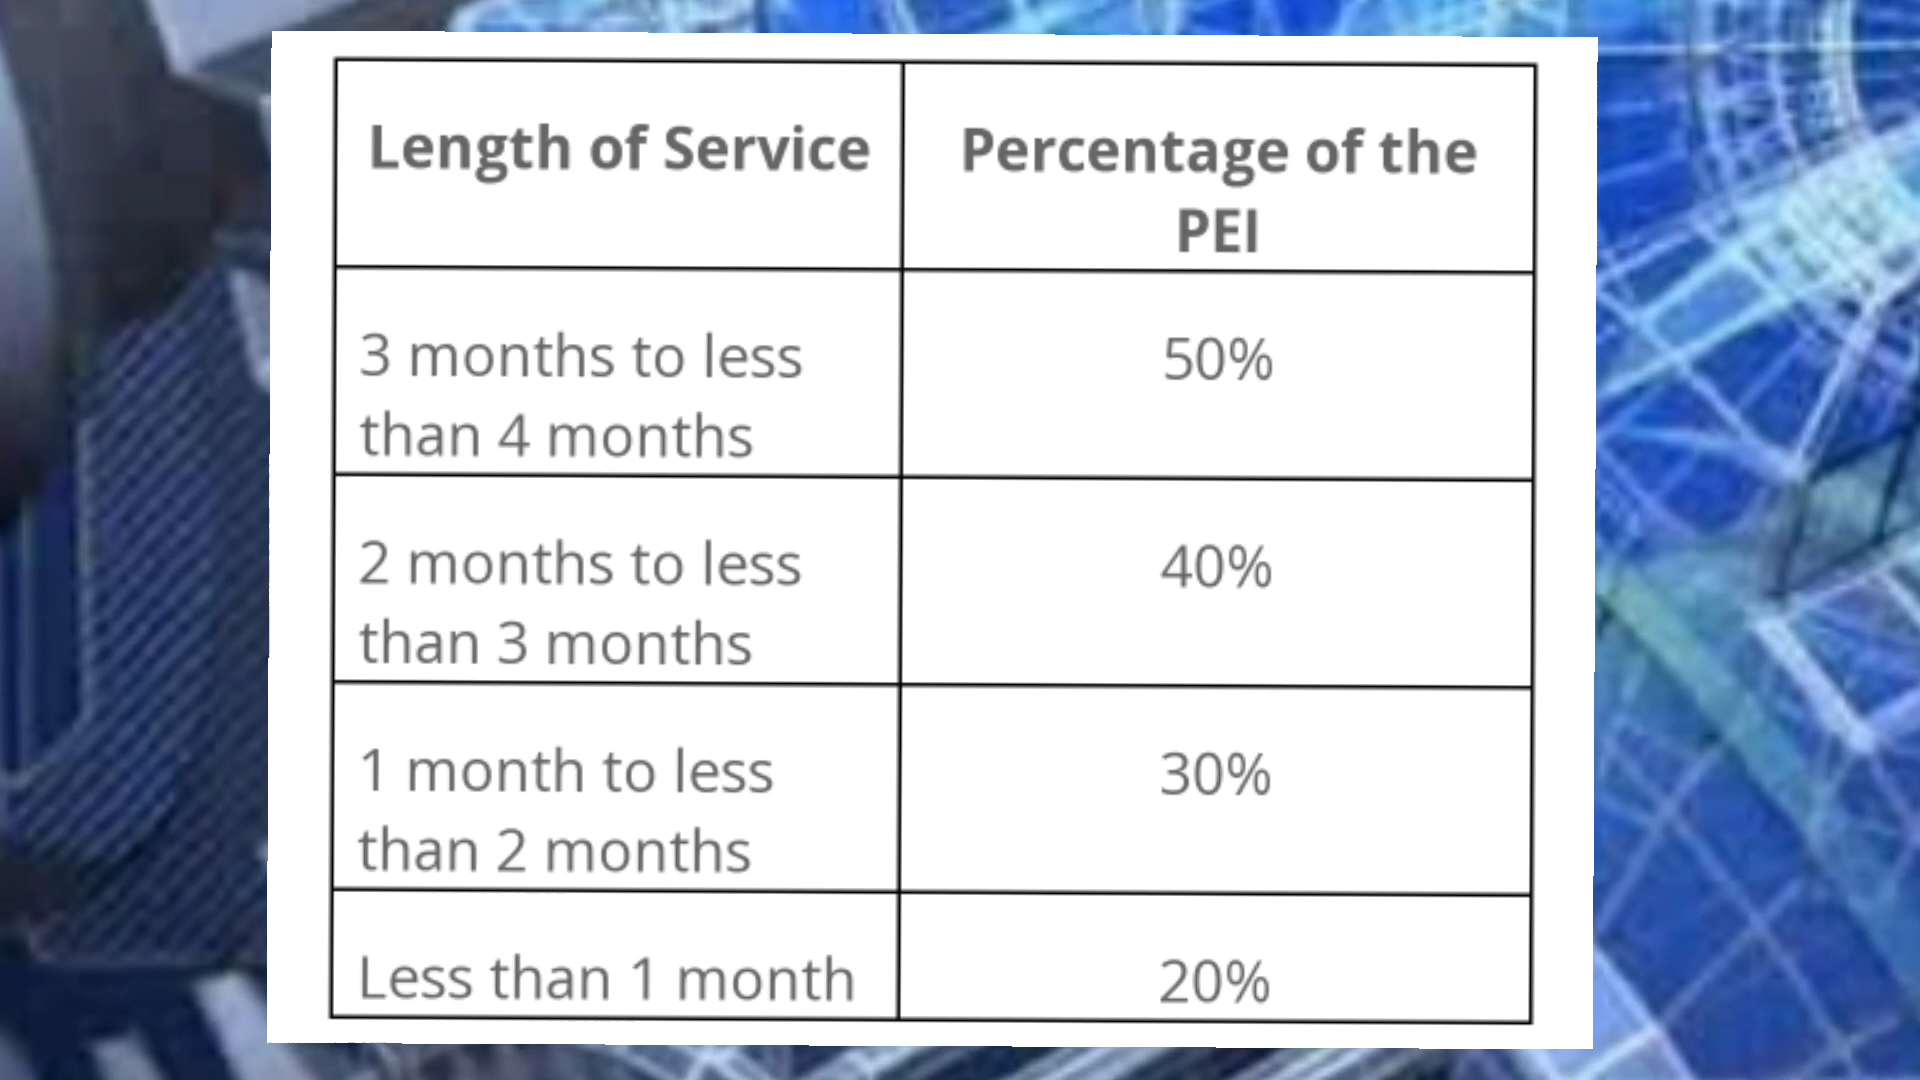 Length of Service
Percentage of the
PEI
3 months to less
than 4 months
50%
2 months to less
than 3 months
40%
1 month to less
than 2 months
30%
Less than 1 month
20%